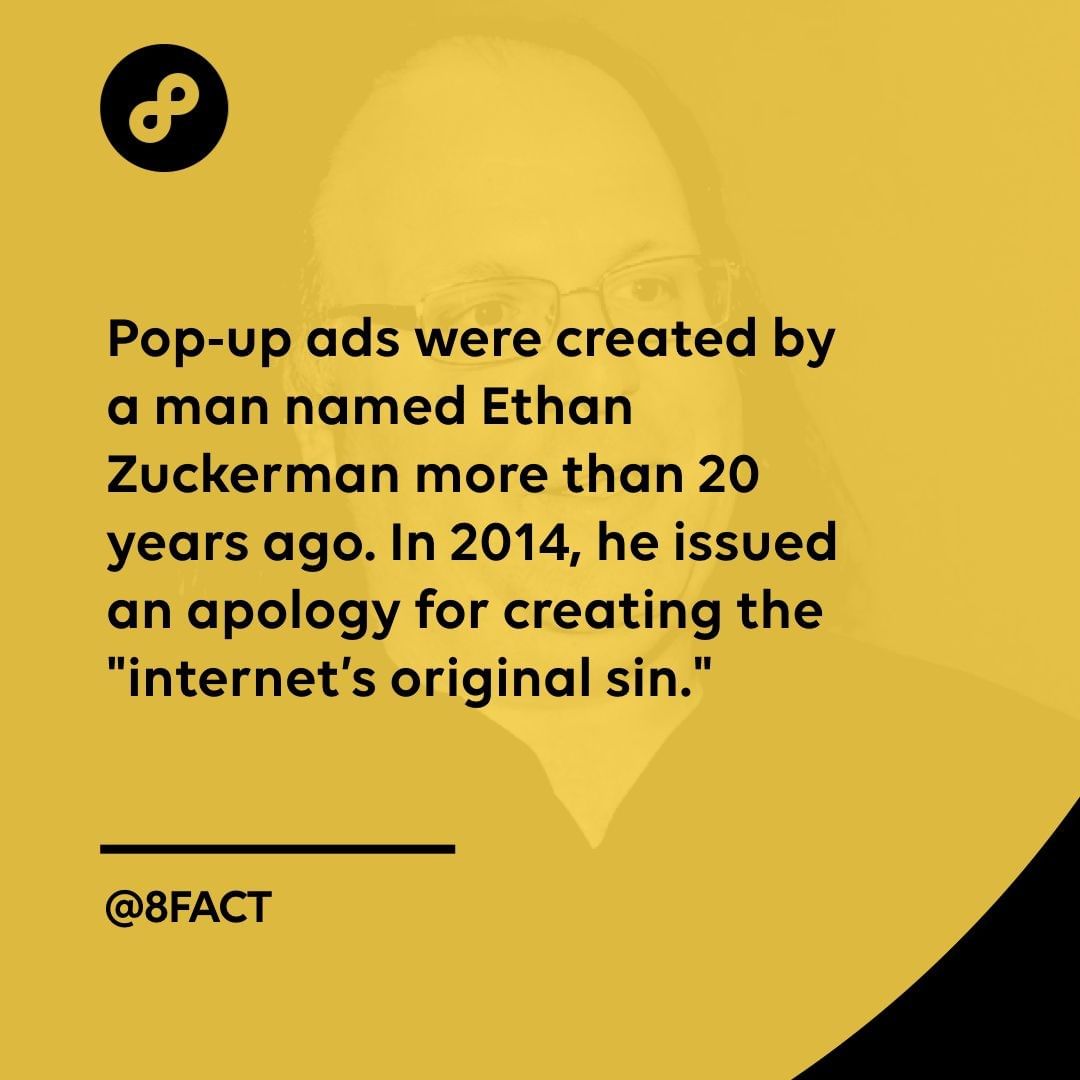 Pop-up ads were created by
a man named Ethan
Zuckerman more than 20
years ago. In 2014, he issued
an apology for creating the
"internet’s original sin."
@8FACT